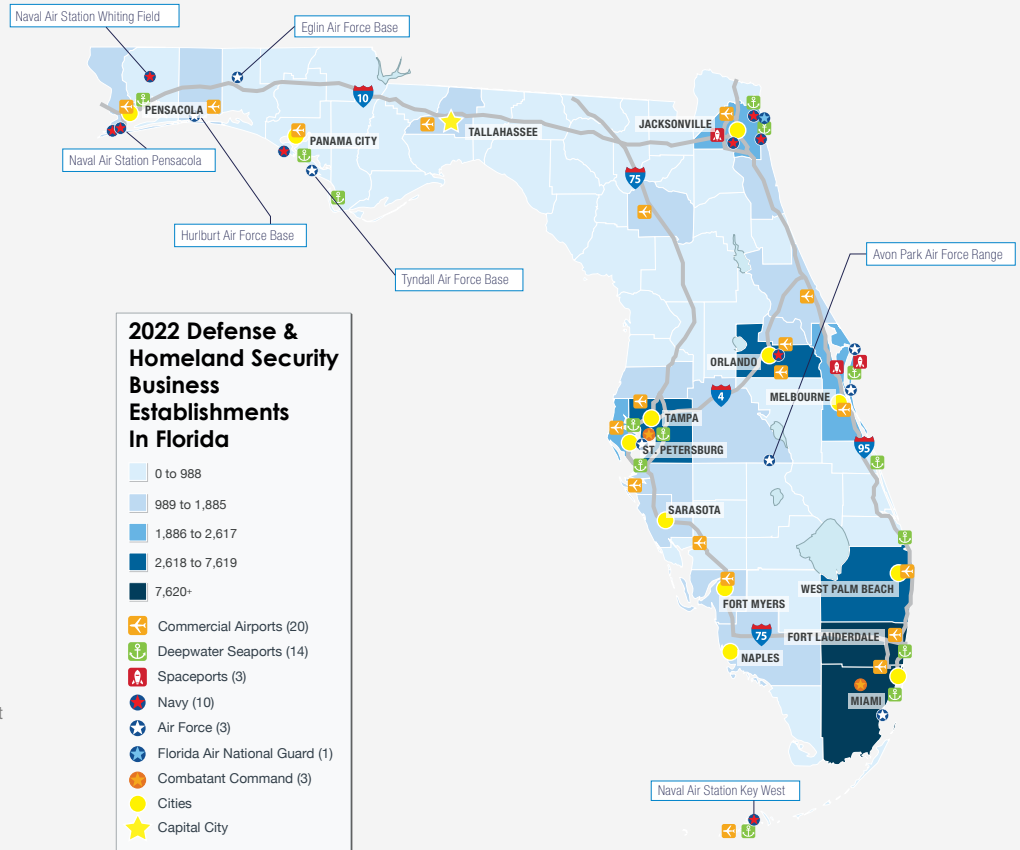 Naval Air Station Whiting Field
Eglin Air Force Base
10
PENSACOLA
JACKSONVILLE
TALLAHASSEE
PANAMA CITY
Naval Air Station Pensacola
75
Hurlburt Air Force Base
Avon Park Air Force Range
Tyndall Air Force Base
2022 Defense &
Homeland Security
Business
Establishments
In Florida
0 to 988
989 to 1,885
1,886 to 2,617
2,618 to 7,619
7,620+
Commercial Airports (20)
Deepwater Seaports (14)
Spaceports (3)
Navy (10)
Air Force (3)
Florida Air National Guard (1)
Combatant Command (3)
Cities
Capital City
ORLANDO
4
MELBOURNE
TAMPA
95
ST. PETERSBURG
SARASOTA
WEST PALM BEACH
FORT MYERS
75
FORT LAUDERDALE
NAPLES
MIAMI
Naval Air Station Key West